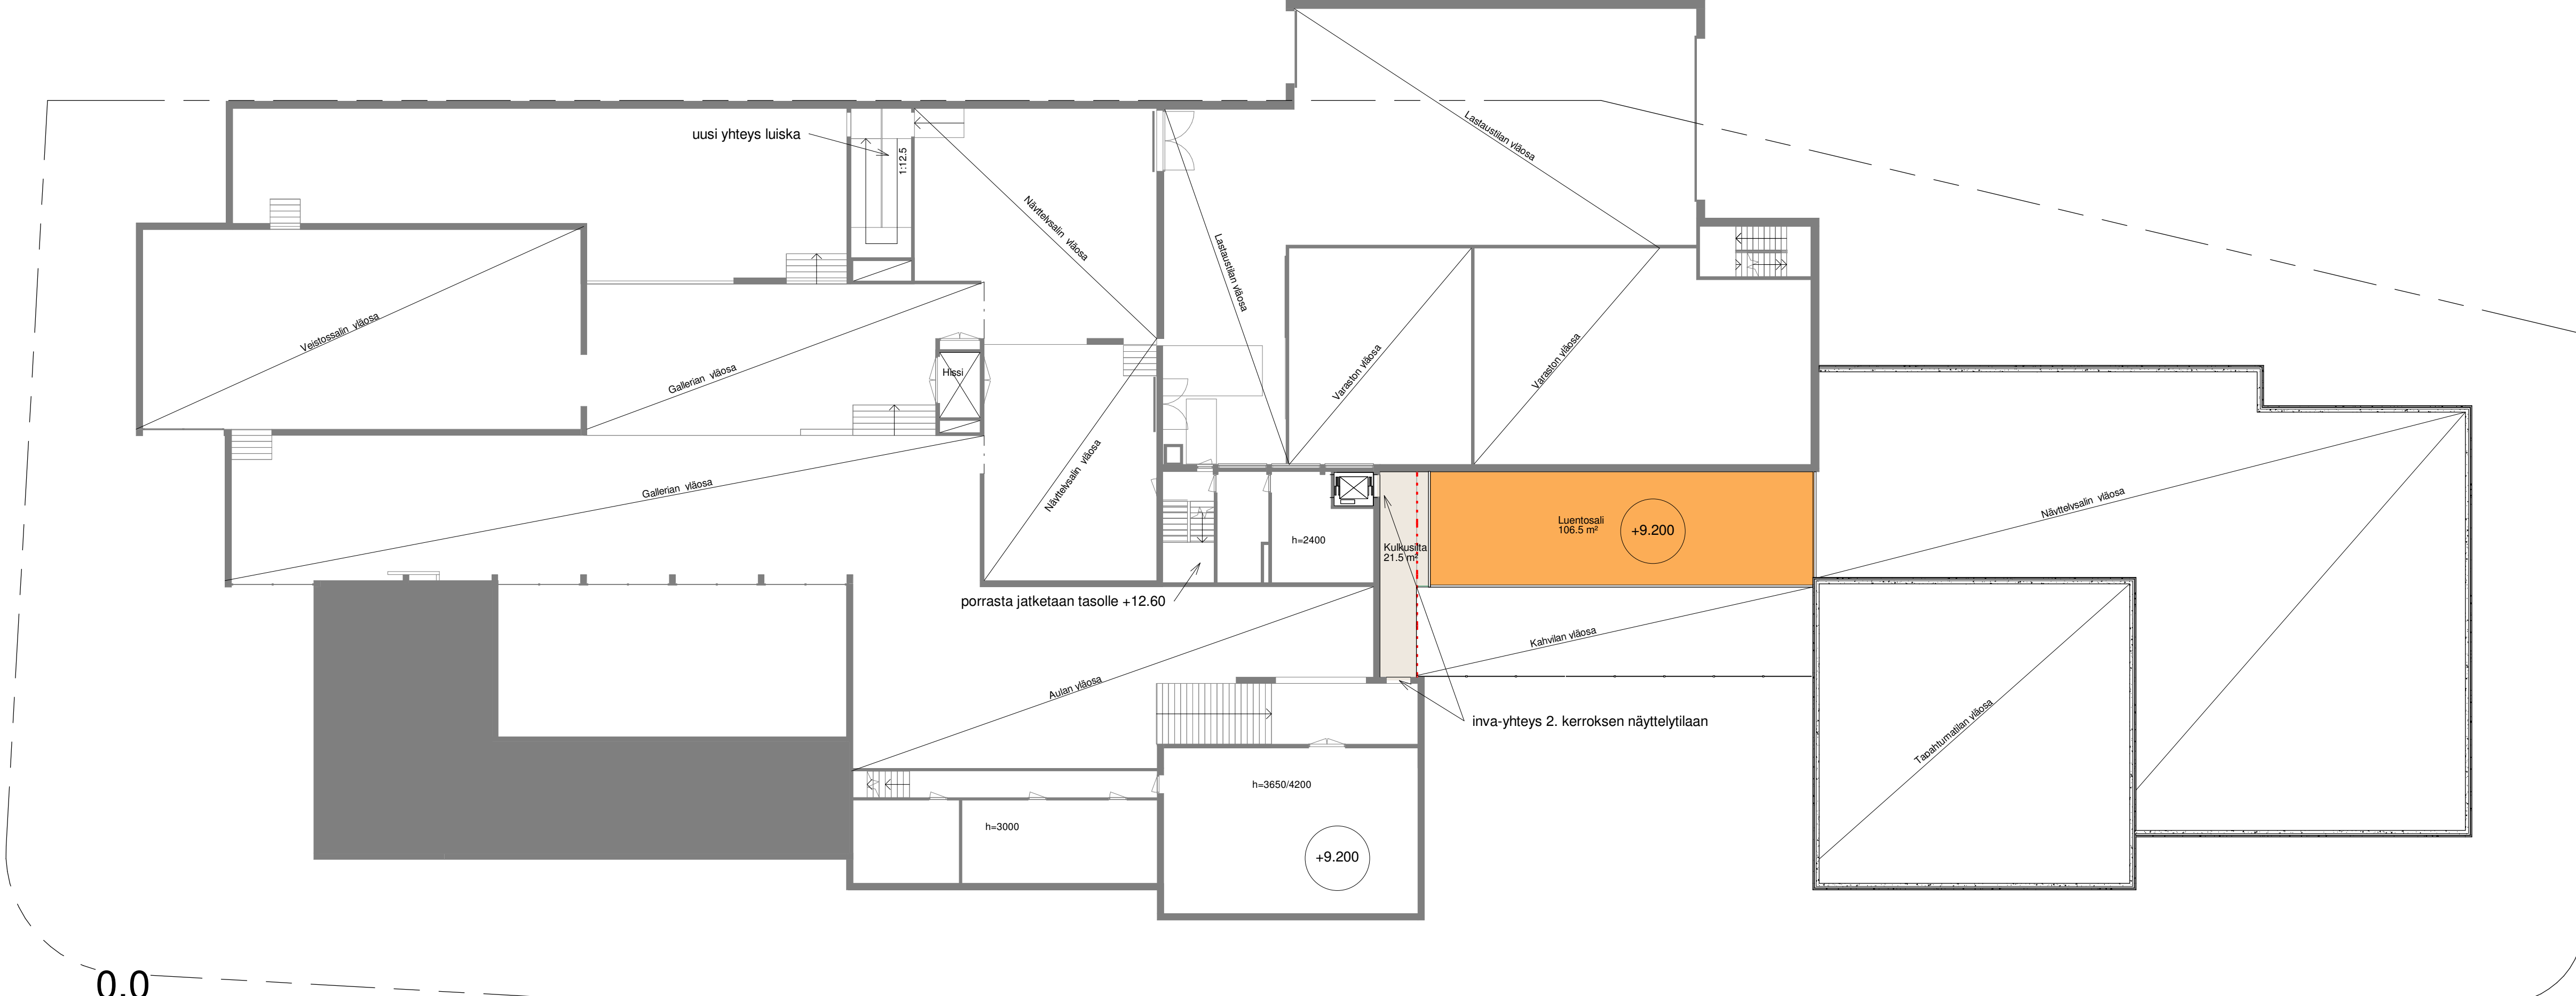 uusi yhteys luiska
1:12.5
Lastaustilan yläosa
Näyttelysalin yläosa
Lastaustilan yläosa
Veistossalin yläosa
Gallerian yläosa
Hissi
Varaston yläosa
Varaston yläosa
Gallerian yläosa
Näyttelysalin yläosa
Näyttelysalin yläosa
Luentosali
106.5 m²
+9.200
h=2400
Kulkusilta
21.5 m²
porrasta jatketaan tasolle +12.60
Kahvilan yläosa
Aulan yläosa
inva-yhteys 2. kerroksen näyttelytilaan
Tapahtumatilan yläosa
h=3650/4200
h=3000
+9.200
0.0